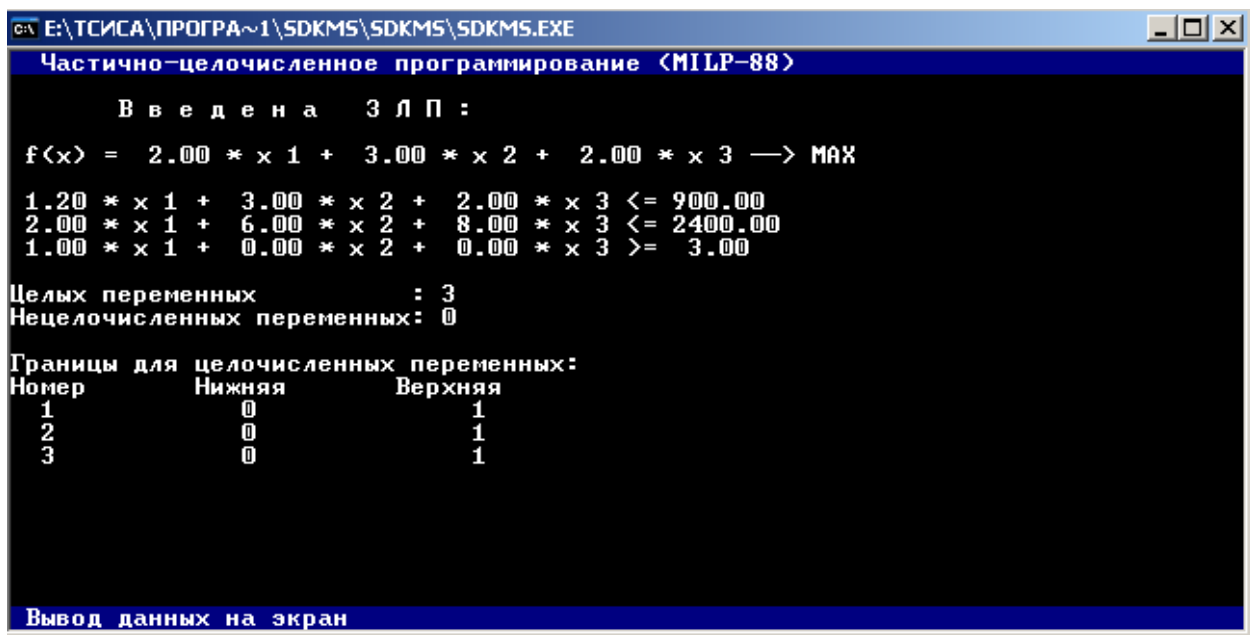 E:\ТСИСА\ПРОГРА~1\SDKMS\SDKMS\SDKMS.EXE
Частично-целочисленное программирование (MILP-88)
В в е д е н а З Л П :
f(x) = 2.00 * x 1 + 3.00 * x 2 + 2.00 * x 3 —> MAX
1.20 * x 1 + 3.00 * x 2 + 2.00 * x 3 <= 900.00
2.00 * x 1 + 6.00 * x 2 + 8.00 * x 3 <= 2400.00
1.00 * x 1 + 0.00 * x 2 + 0.00 * x 3 >= 3.00
Целых переменных : 3
Нецелочисленных переменных: 0
Границы для целочисленных переменных:
Номер Нижняя Верхняя
1 0 1
2 0 1
3 0 1
Вывод данных на экран